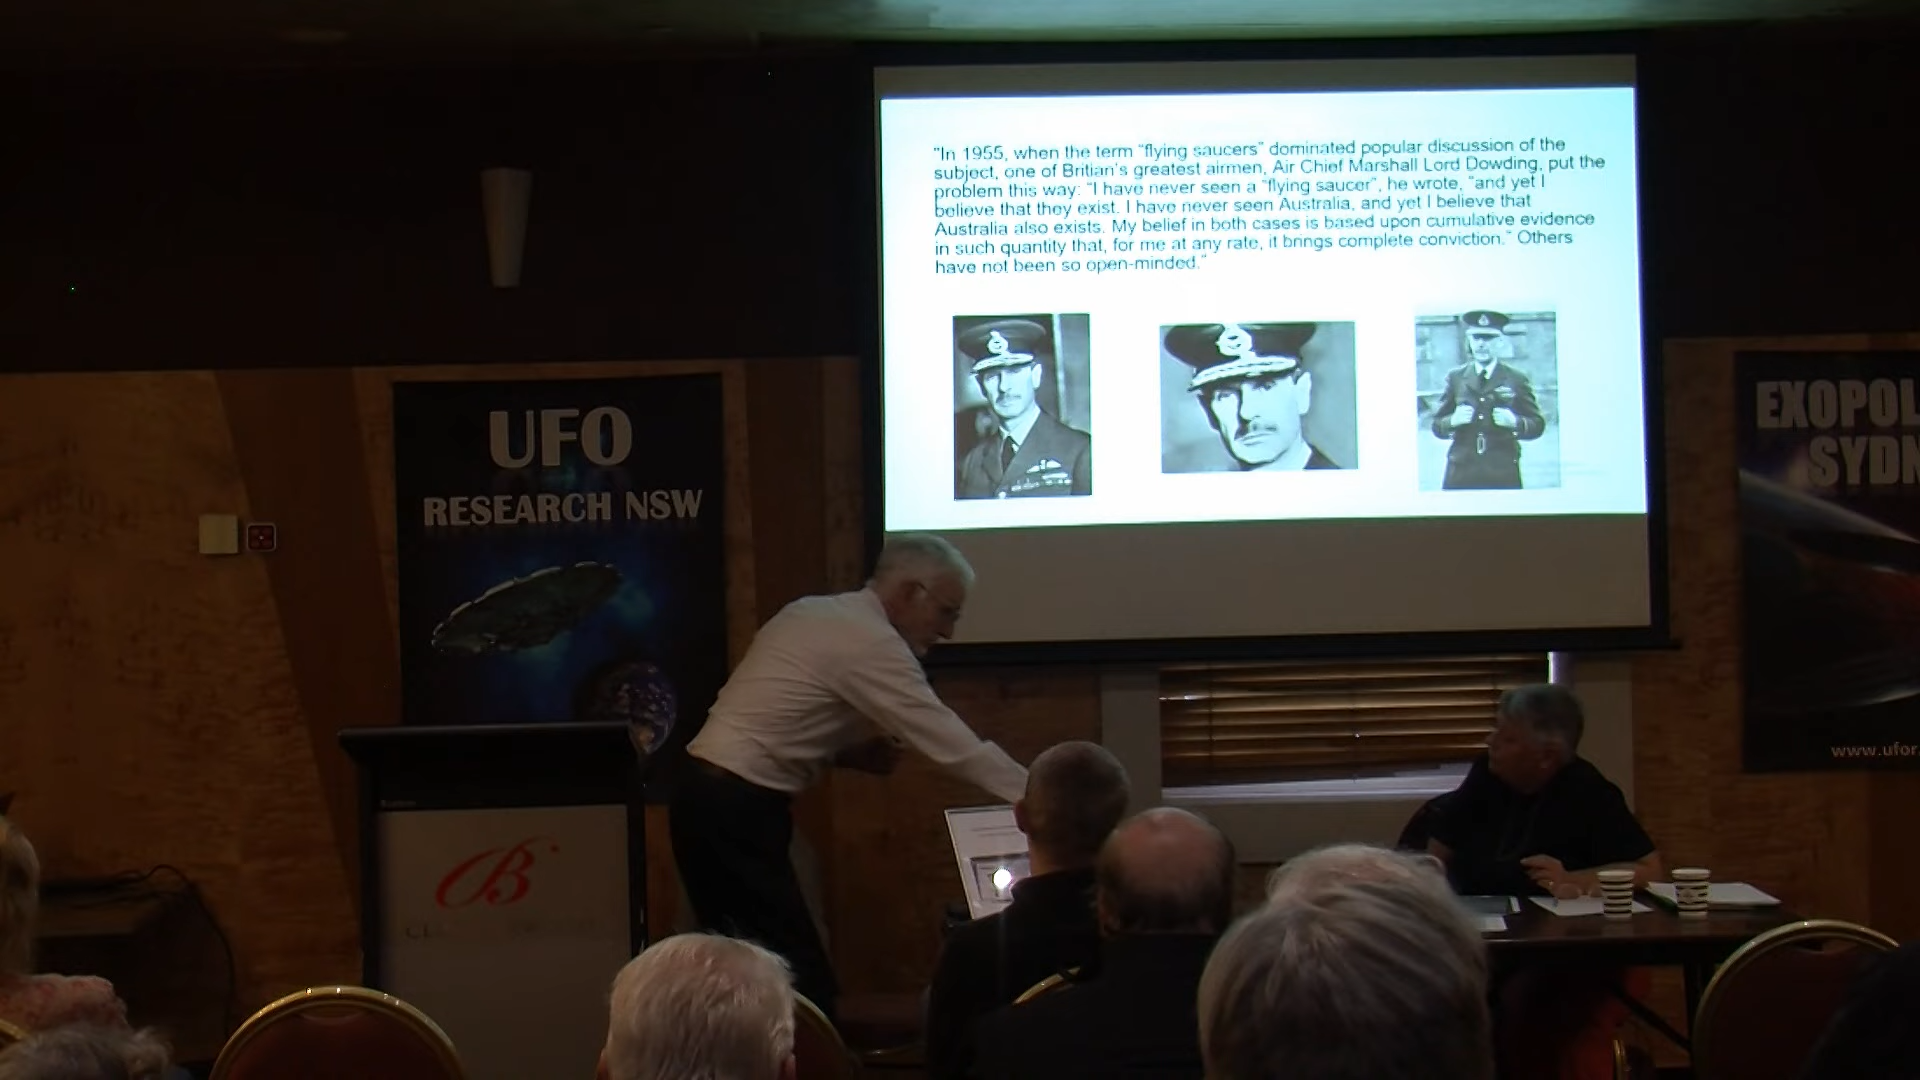 "In 1955, when the term "flying saucers" dominated popular discussion of the
subject, one of Britian's greatest airmen, Air Chief Marshall Lord Dowding, put the
problem this way: "I have never seen a "flying saucer", he wrote, "and yet I
believe that they exist. I have never seen Australia, and yet I believe that
Australia also exists. My belief in both cases is based upon cumulative evidence
in such quantity that, for me at any rate, it brings complete conviction." Others
have not been so open-minded."
UFO
RESEARCH NSW
EXOPOL
SYDN
www.ufor
B